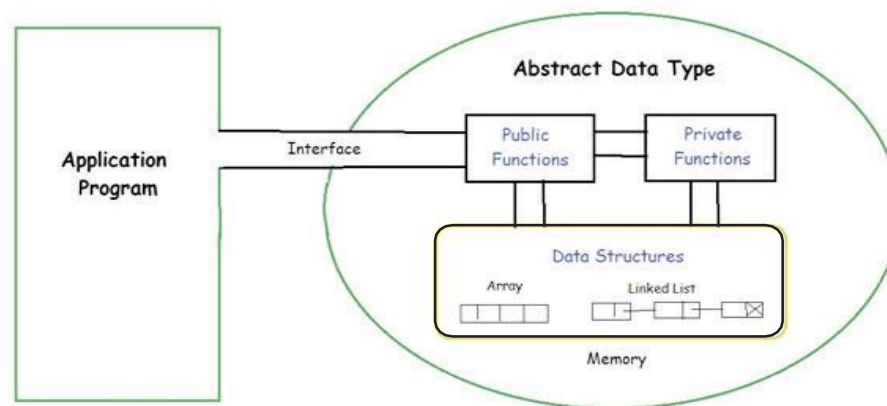 Abstract Data Type
Application
Program
Interface
Public
Functions
Private
Functions
Data Structures
Array
Linked List
Memory